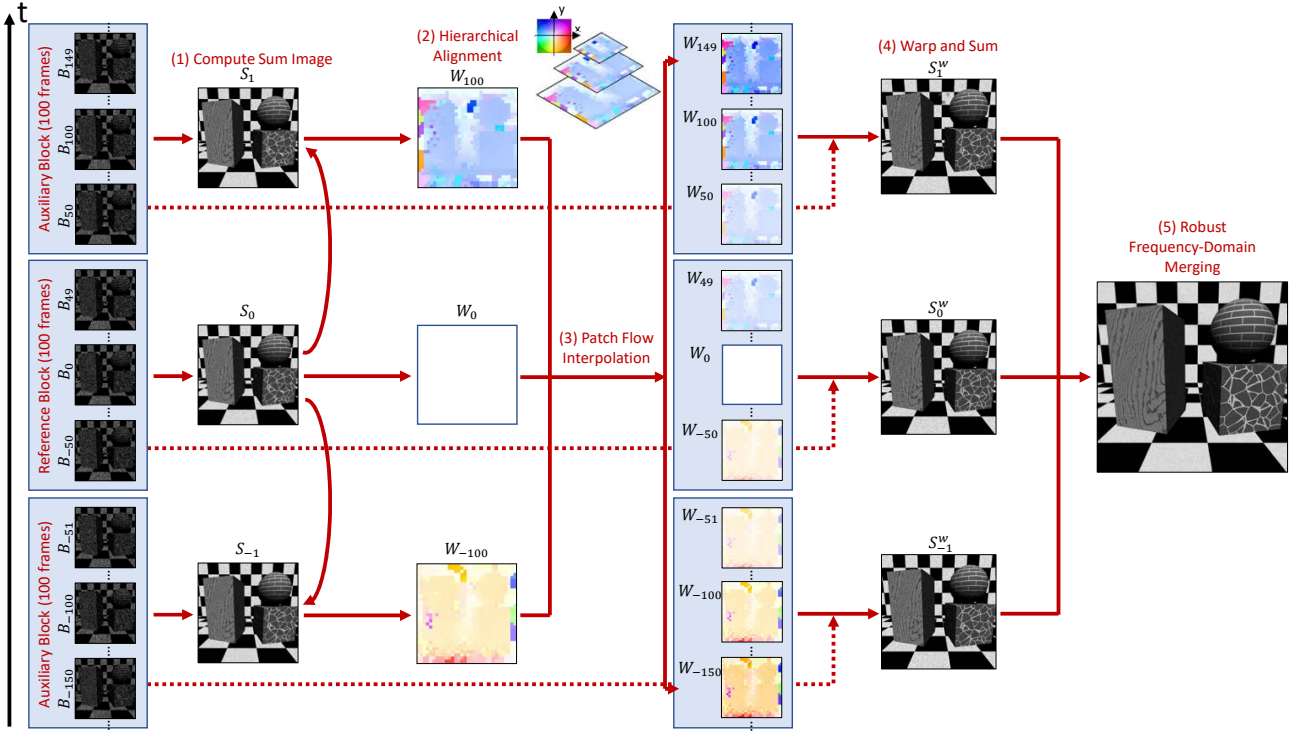 t
Auxiliary Block (100 frames)
B₁₄₉
B₁₀₀
B₅₀
Reference Block (100 frames)
B₄₉
B₀
B₋₅₀
Auxiliary Block (100 frames)
B₋₅₁
B₋₁₀₀
B₋₁₅₀
(1) Compute Sum Image
S₁
S₀
S₋₁
(2) Hierarchical
Alignment
W₁₀₀
W₀
W₋₁₀₀
y
x
(3) Patch Flow
Interpolation
W₁₄₉
W₁₀₀
W₅₀
W₄₉
W₀
W₋₅₀
W₋₅₁
W₋₁₀₀
W₋₁₅₀
(4) Warp and Sum
S₁ʷ
S₀ʷ
S₋₁ʷ
(5) Robust
Frequency-Domain
Merging